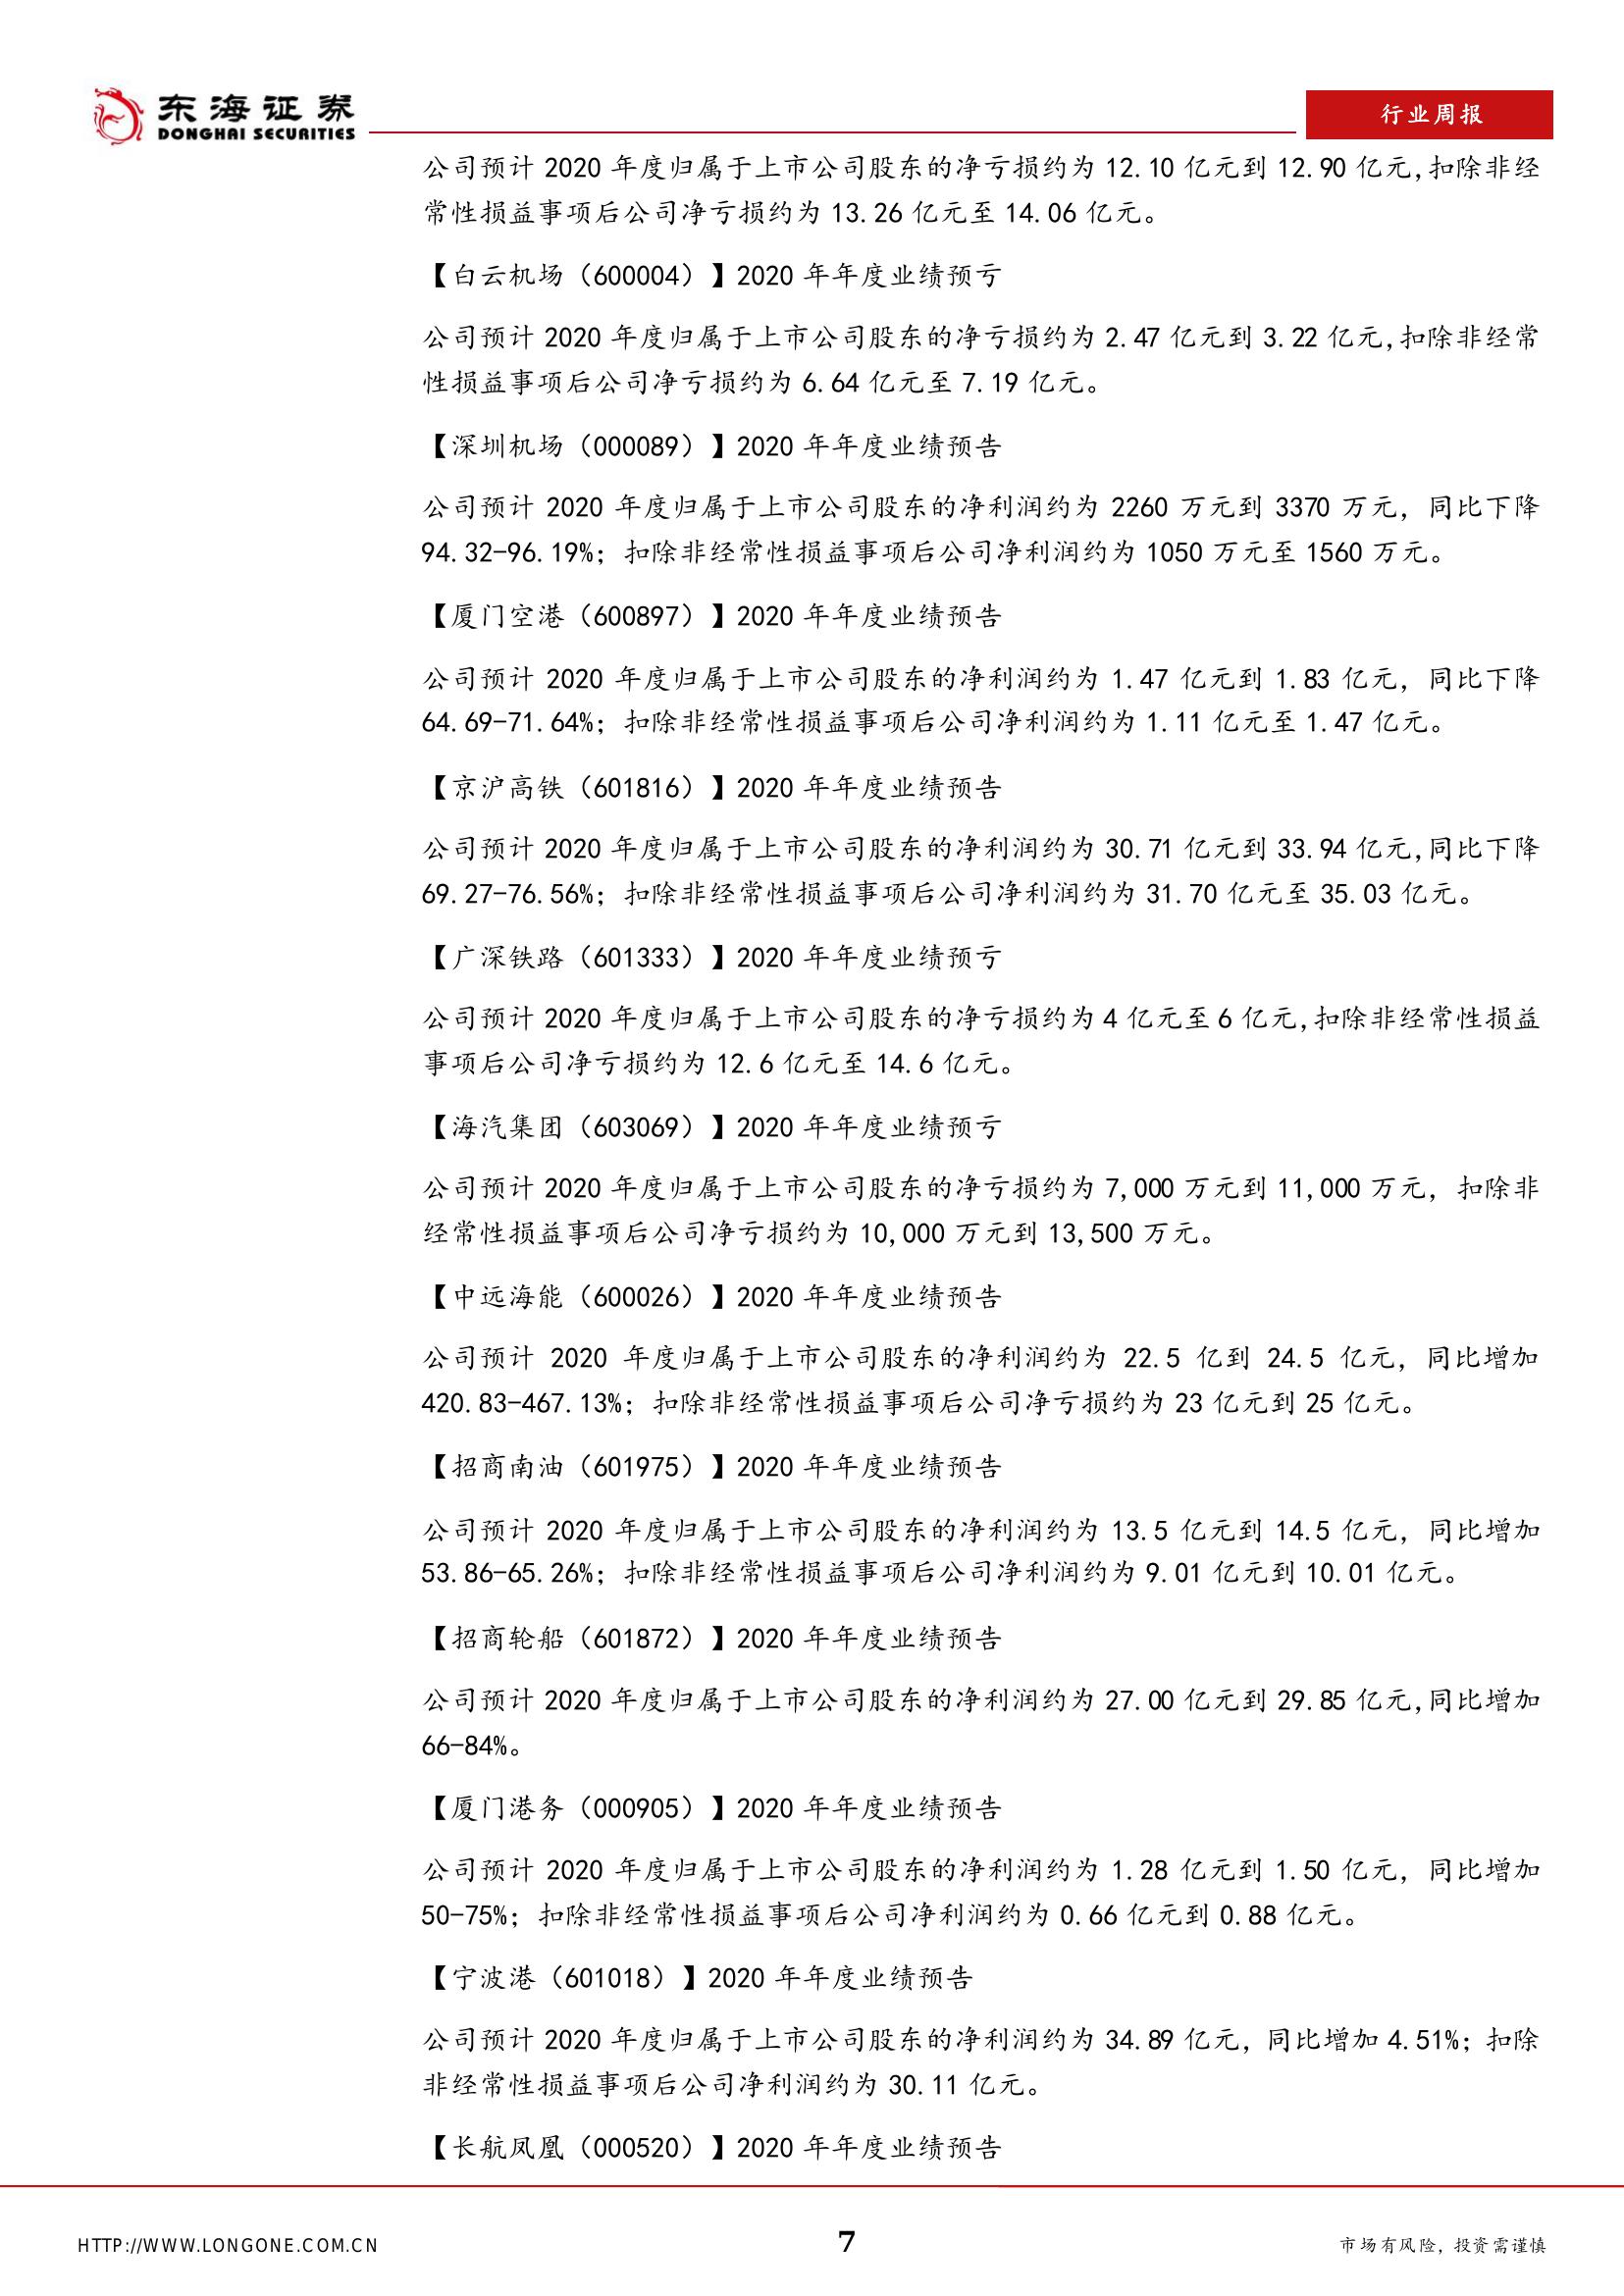 东海证券
DONGHAI SECURITIES
行业周报
公司预计 2020 年度归属于上市公司股东的净亏损约为 12.10 亿元到 12.90 亿元,扣除非经
常性损益事项后公司净亏损约为 13.26 亿元至 14.06 亿元。
【白云机场（600004）】2020 年年度业绩预亏
公司预计 2020 年度归属于上市公司股东的净亏损约为 2.47 亿元到 3.22 亿元,扣除非经常
性损益事项后公司净亏损约为 6.64 亿元至 7.19 亿元。
【深圳机场（000089）】2020 年年度业绩预告
公司预计 2020 年度归属于上市公司股东的净利润约为 2260 万元到 3370 万元，同比下降
94.32-96.19%；扣除非经常性损益事项后公司净利润约为 1050 万元至 1560 万元。
【厦门空港（600897）】2020 年年度业绩预告
公司预计 2020 年度归属于上市公司股东的净利润约为 1.47 亿元到 1.83 亿元，同比下降
64.69-71.64%；扣除非经常性损益事项后公司净利润约为 1.11 亿元至 1.47 亿元。
【京沪高铁（601816）】2020 年年度业绩预告
公司预计 2020 年度归属于上市公司股东的净利润约为 30.71 亿元到 33.94 亿元,同比下降
69.27-76.56%；扣除非经常性损益事项后公司净利润约为 31.70 亿元至 35.03 亿元。
【广深铁路（601333）】2020 年年度业绩预亏
公司预计 2020 年度归属于上市公司股东的净亏损约为 4 亿元至 6 亿元,扣除非经常性损益
事项后公司净亏损约为 12.6 亿元至 14.6 亿元。
【海汽集团（603069）】2020 年年度业绩预亏
公司预计 2020 年度归属于上市公司股东的净亏损约为 7,000 万元到 11,000 万元，扣除非
经常性损益事项后公司净亏损约为 10,000 万元到 13,500 万元。
【中远海能（600026）】2020 年年度业绩预告
公司预计 2020 年度归属于上市公司股东的净利润约为 22.5 亿到 24.5 亿元，同比增加
420.83-467.13%；扣除非经常性损益事项后公司净亏损约为 23 亿元到 25 亿元。
【招商南油（601975）】2020 年年度业绩预告
公司预计 2020 年度归属于上市公司股东的净利润约为 13.5 亿元到 14.5 亿元，同比增加
53.86-65.26%；扣除非经常性损益事项后公司净利润约为 9.01 亿元到 10.01 亿元。
【招商轮船（601872）】2020 年年度业绩预告
公司预计 2020 年度归属于上市公司股东的净利润约为 27.00 亿元到 29.85 亿元,同比增加
66-84%。
【厦门港务（000905）】2020 年年度业绩预告
公司预计 2020 年度归属于上市公司股东的净利润约为 1.28 亿元到 1.50 亿元，同比增加
50-75%；扣除非经常性损益事项后公司净利润约为 0.66 亿元到 0.88 亿元。
【宁波港（601018）】2020 年年度业绩预告
公司预计 2020 年度归属于上市公司股东的净利润约为 34.89 亿元，同比增加 4.51%；扣除
非经常性损益事项后公司净利润约为 30.11 亿元。
【长航凤凰（000520）】2020 年年度业绩预告
HTTP://WWW.LONGONE.COM.CN
7
市场有风险，投资需谨慎